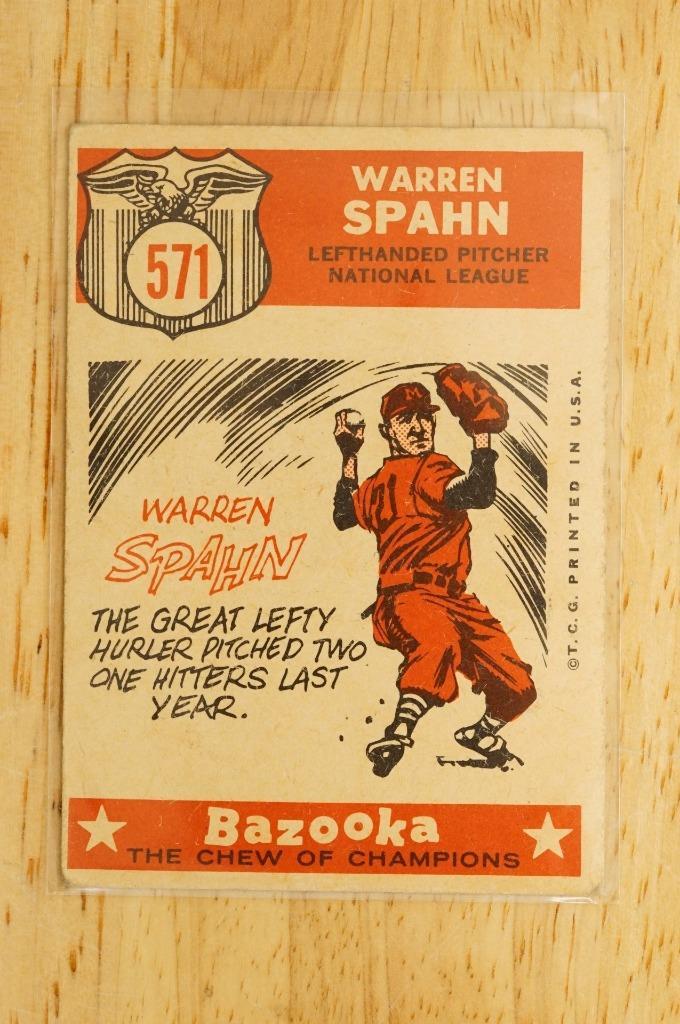 571
WARREN
SPAHN
LEFTHANDED PITCHER
NATIONAL LEAGUE
M
21
WARREN
SPAHN
THE GREAT LEFTY
HURLER PITCHED TWO
ONE HITTERS LAST
YEAR.
©T.C.G. PRINTED IN U.S.A.
Bazooka
THE CHEW OF CHAMPIONS